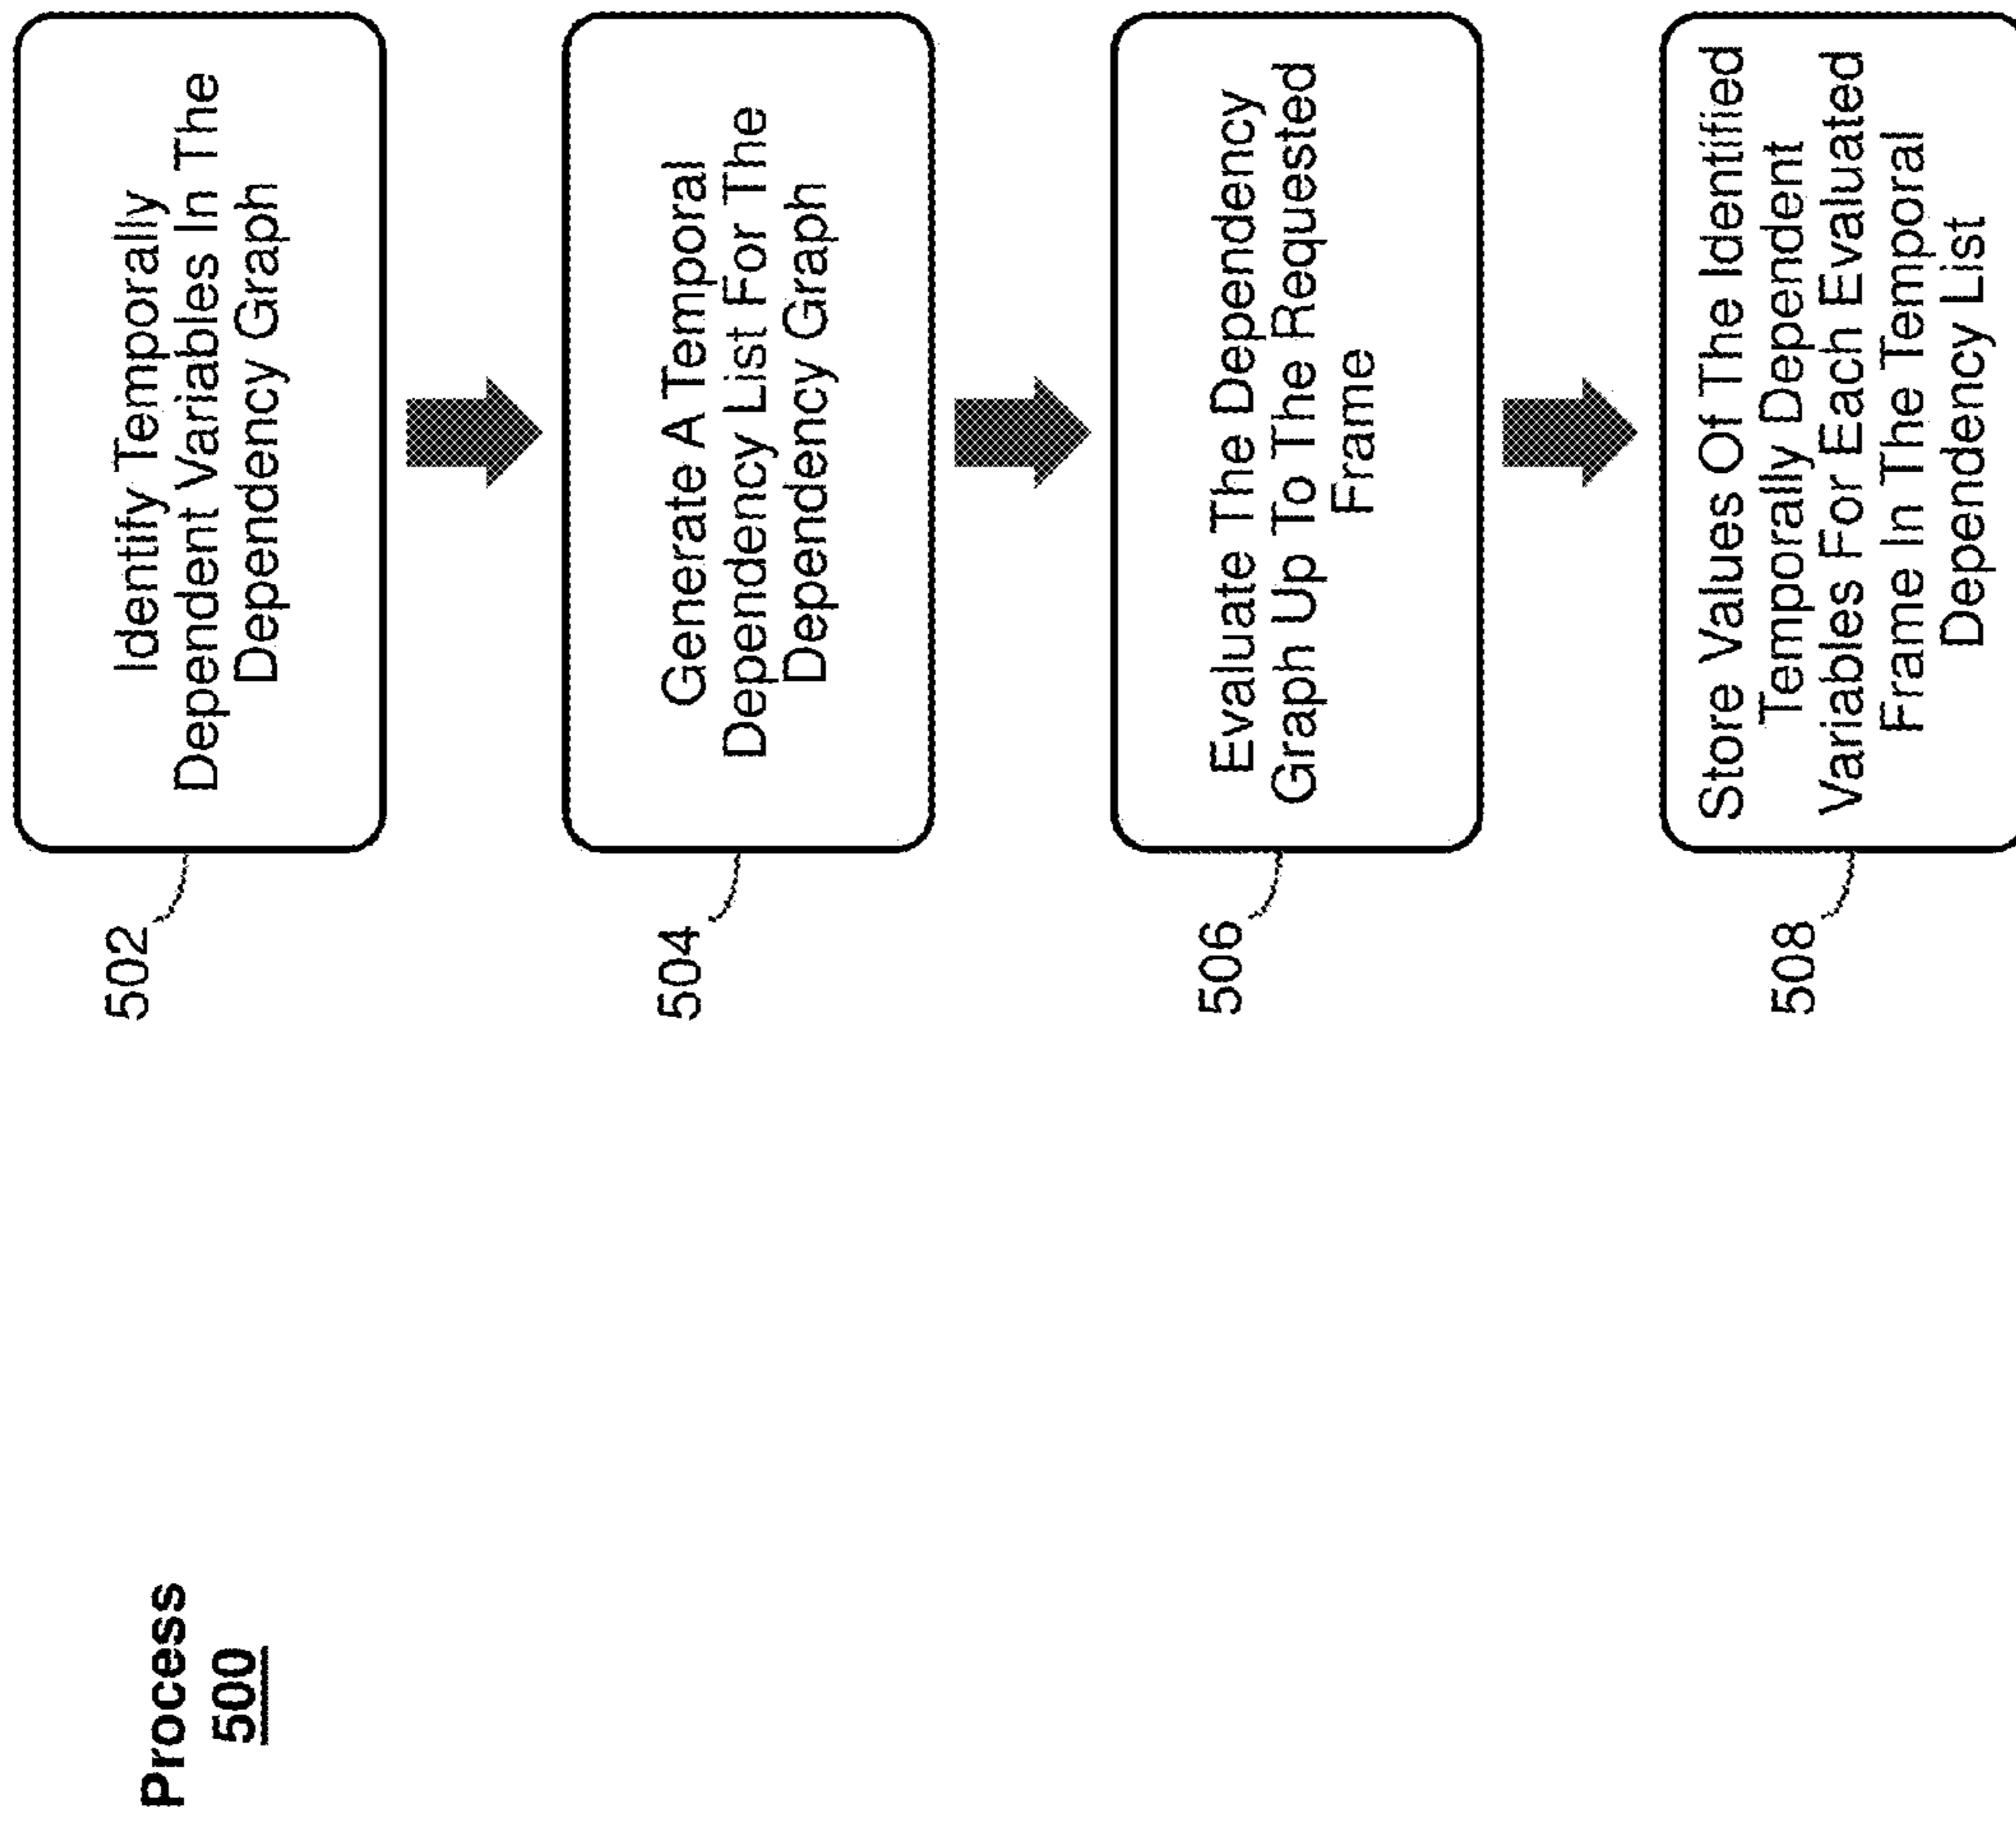 Process
500
502
Identify Temporally
Dependent Variables In The
Dependency Graph
504
Generate A Temporal
Dependency List For The
Dependency Graph
506
Evaluate The Dependency
Graph Up To The Requested
Frame
508
Store Values Of The Identified
Temporally Dependent
Variables For Each Evaluated
Frame In The Temporal
Dependency List